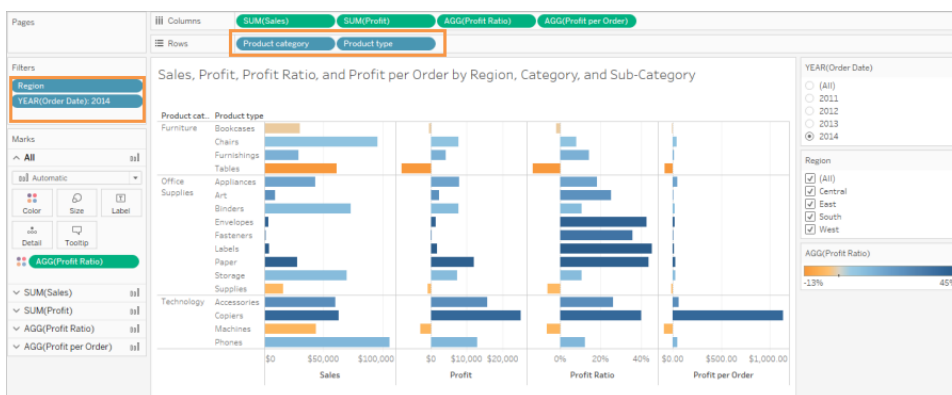 Pages
Columns
SUM(Sales)
SUM(Profit)
AGG(Profit Ratio)
AGG(Profit per Order)
Rows
Product category
Product type
Filters
Region
YEAR(Order Date): 2014
Marks
All
Automatic
Color
Size
Label
Detail
Tooltip
AGG(Profit Ratio)
SUM(Sales)
SUM(Profit)
AGG(Profit Ratio)
AGG(Profit per Order)
Sales, Profit, Profit Ratio, and Profit per Order by Region, Category, and Sub-Category
Product cat.. Product type
Furniture
Bookcases
Chairs
Furnishings
Tables
Office
Supplies
Appliances
Art
Binders
Envelopes
Fasteners
Labels
Paper
Storage
Supplies
Technology
Accessories
Copiers
Machines
Phones
$0 $50,000 $100,000
Sales
$0 $10,000 $20,000
Profit
0% 20% 40%
Profit Ratio
$0.00 $500.00 $1,000.00
Profit per Order
YEAR(Order Date)
(All)
2011
2012
2013
2014
Region
(All)
Central
East
South
West
AGG(Profit Ratio)
-13% 45%